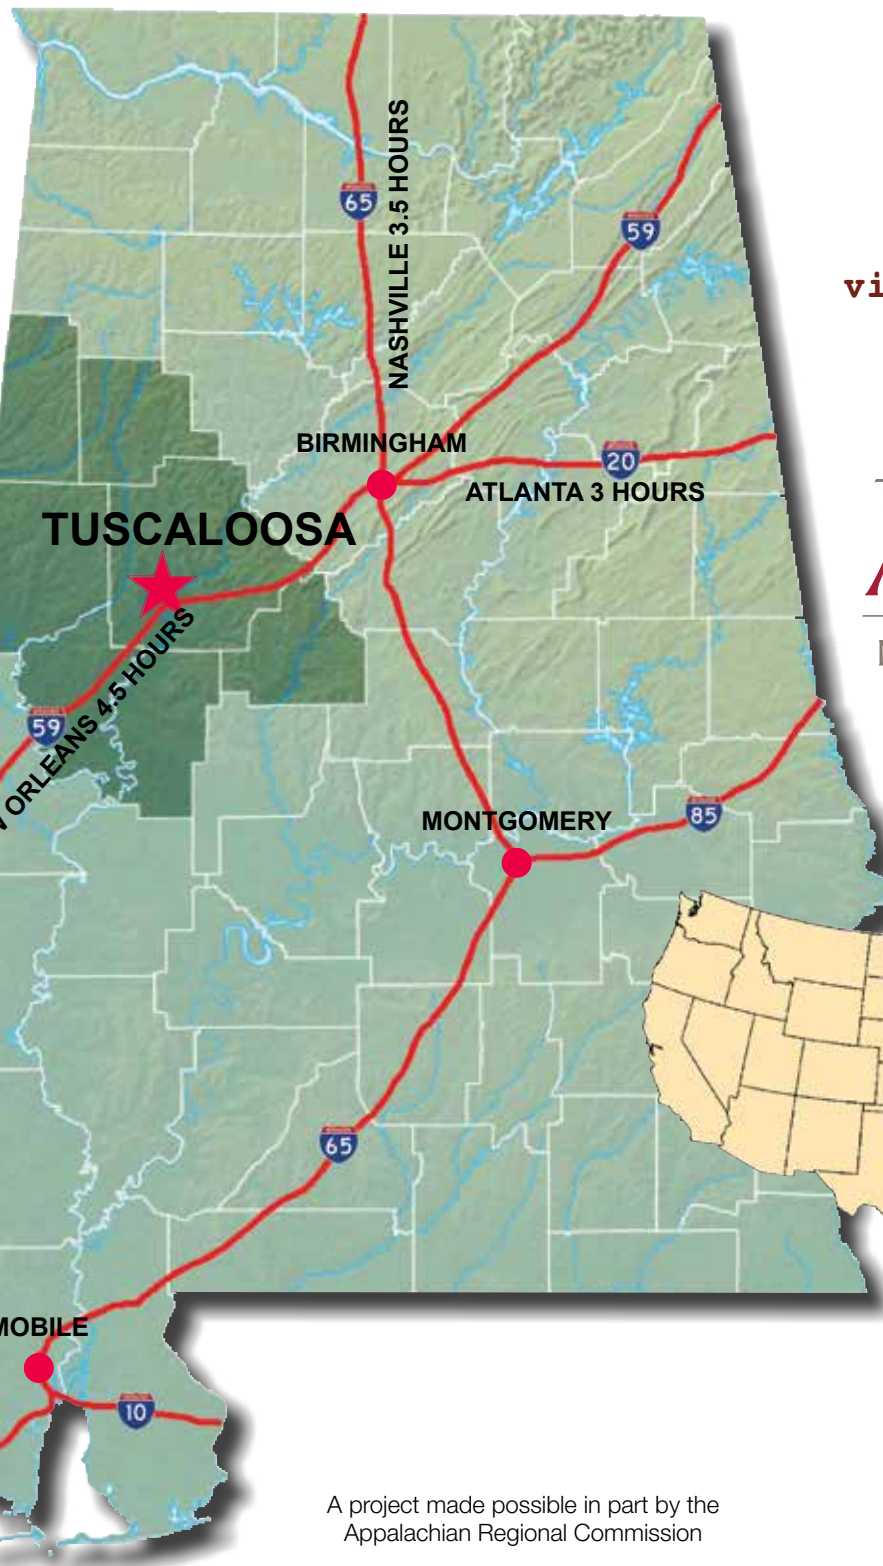 65
NASHVILLE 3.5 HOURS
59
vi
BIRMINGHAM
20
ATLANTA 3 HOURS
TUSCALOOSA
59
ORLEANS 4.5 HOURS
MONTGOMERY
85
65
MOBILE
10
A project made possible in part by the
Appalachian Regional Commission